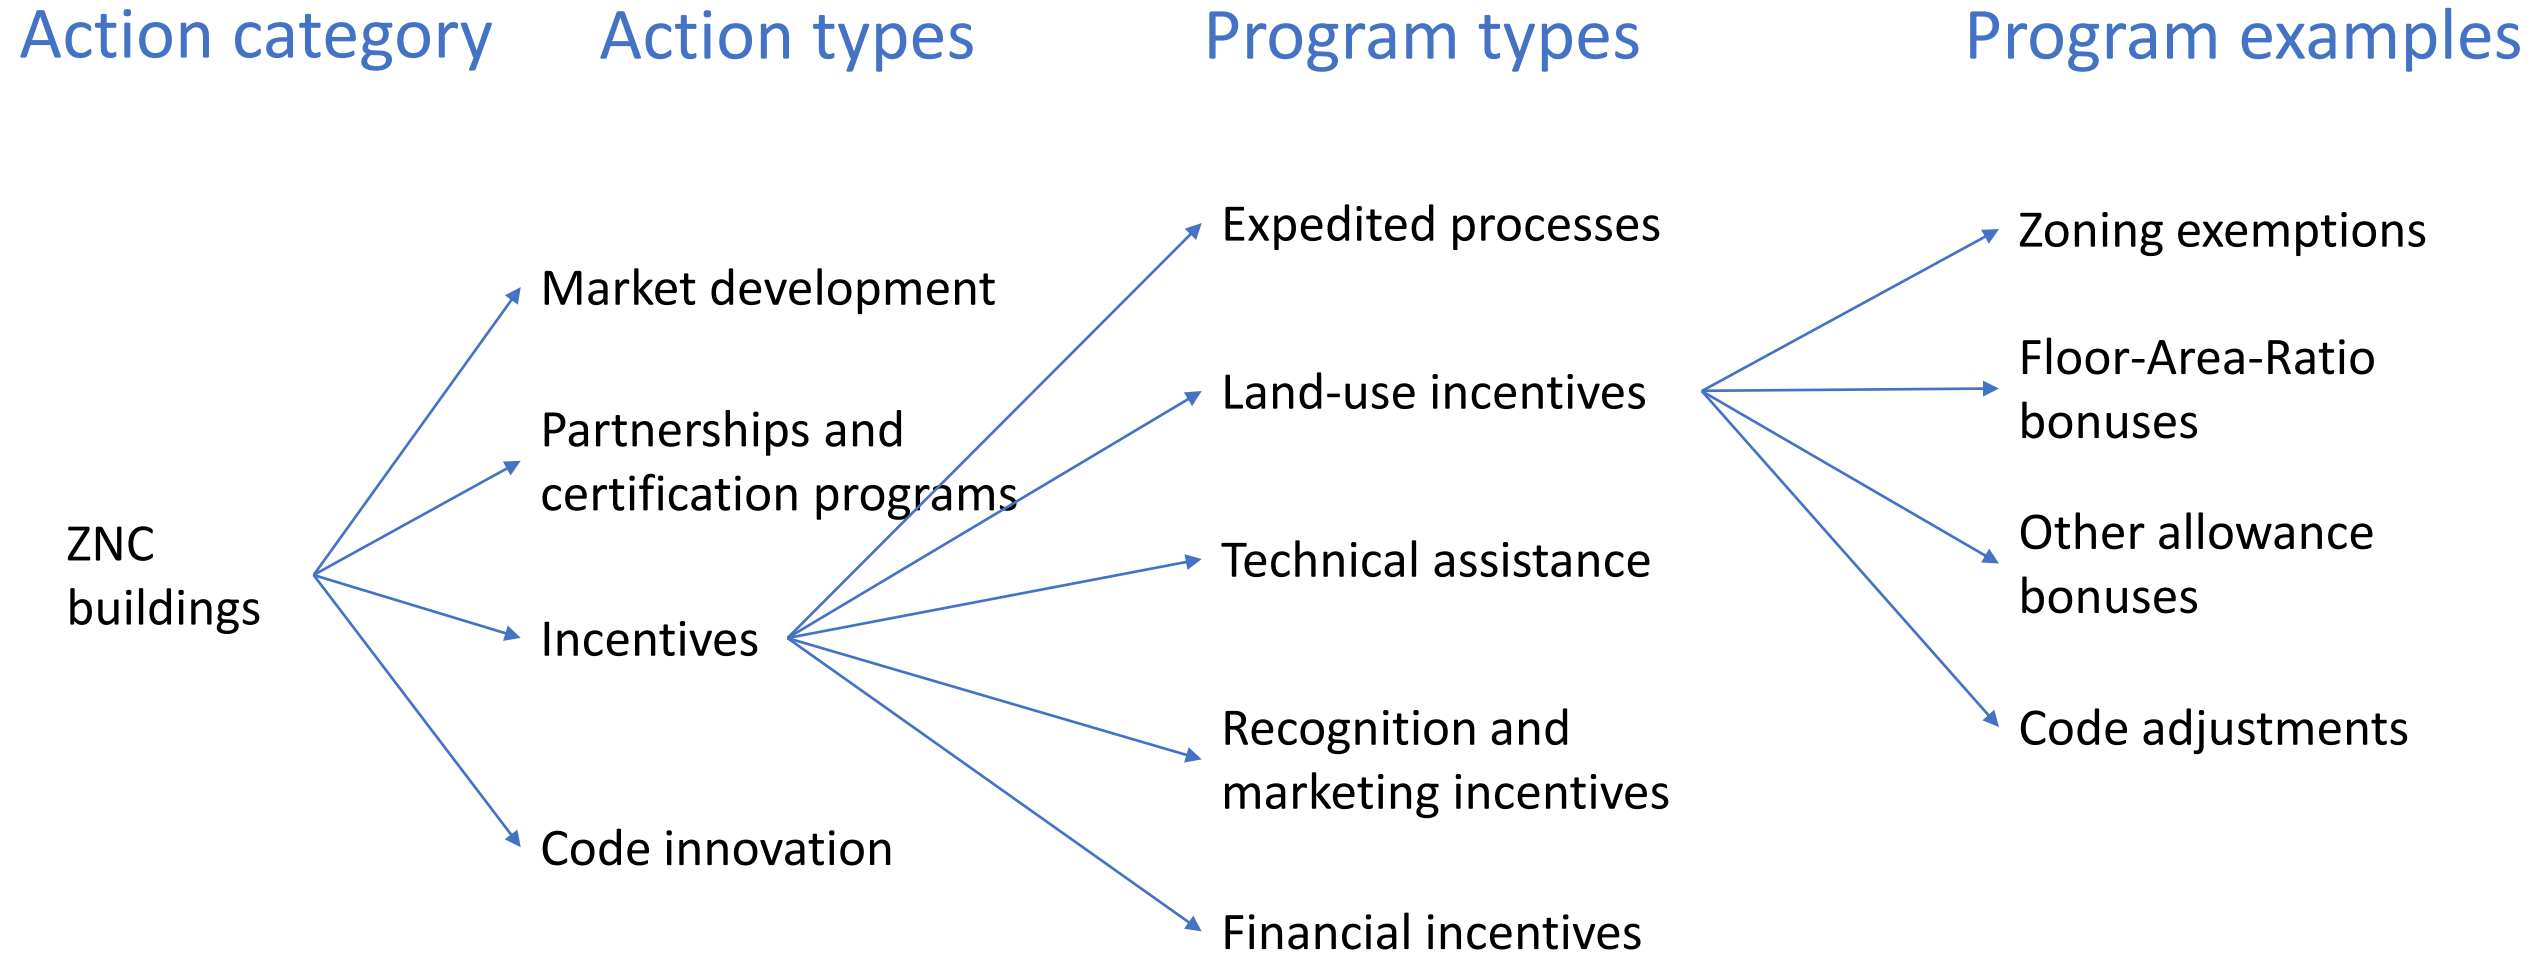 Action category
Action types
Program types
Program examples
ZNC
buildings
Market development
Partnerships and
certification programs
Incentives
Code innovation
Expedited processes
Land-use incentives
Technical assistance
Recognition and
marketing incentives
Financial incentives
Zoning exemptions
Floor-Area-Ratio
bonuses
Other allowance
bonuses
Code adjustments